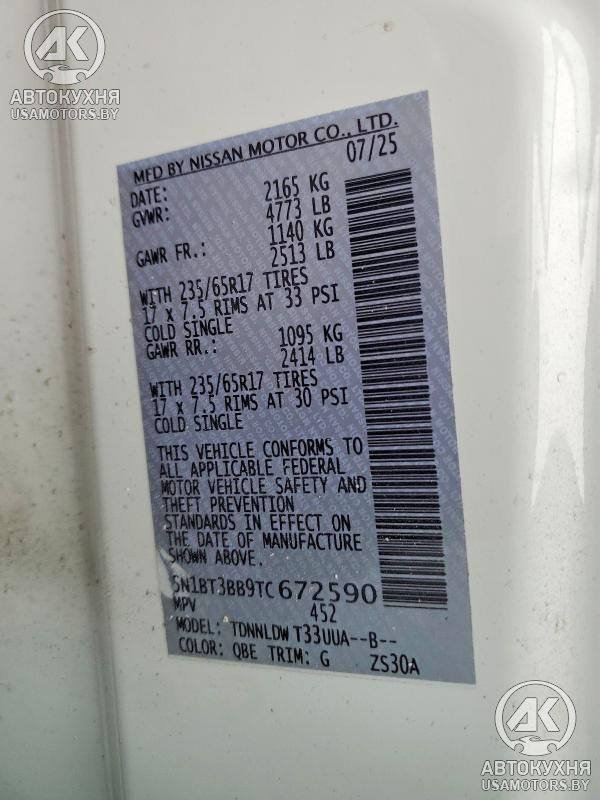 АК
АВТОКУХНЯ
USAMOTORS.BY
MFD BY NISSAN MOTOR CO., LTD.
DATE: 07/25
GVWR: 2165 KG
4773 LB
GAWR FR.: 1140 KG
2513 LB
WITH 235/65R17 TIRES
17 x 7.5 RIMS AT 33 PSI
COLD SINGLE
GAWR RR.: 1095 KG
2414 LB
WITH 235/65R17 TIRES
17 x 7.5 RIMS AT 30 PSI
COLD SINGLE
THIS VEHICLE CONFORMS TO
ALL APPLICABLE FEDERAL
MOTOR VEHICLE SAFETY AND
THEFT PREVENTION
STANDARDS IN EFFECT ON
THE DATE OF MANUFACTURE
SHOWN ABOVE.
5N1BT3BB9TC672590
MPV 452
MODEL: TDNNLDW T33UUA--B--
COLOR: QBE TRIM: G ZS30A
АК
АВТОКУХНЯ
USAMOTORS.BY